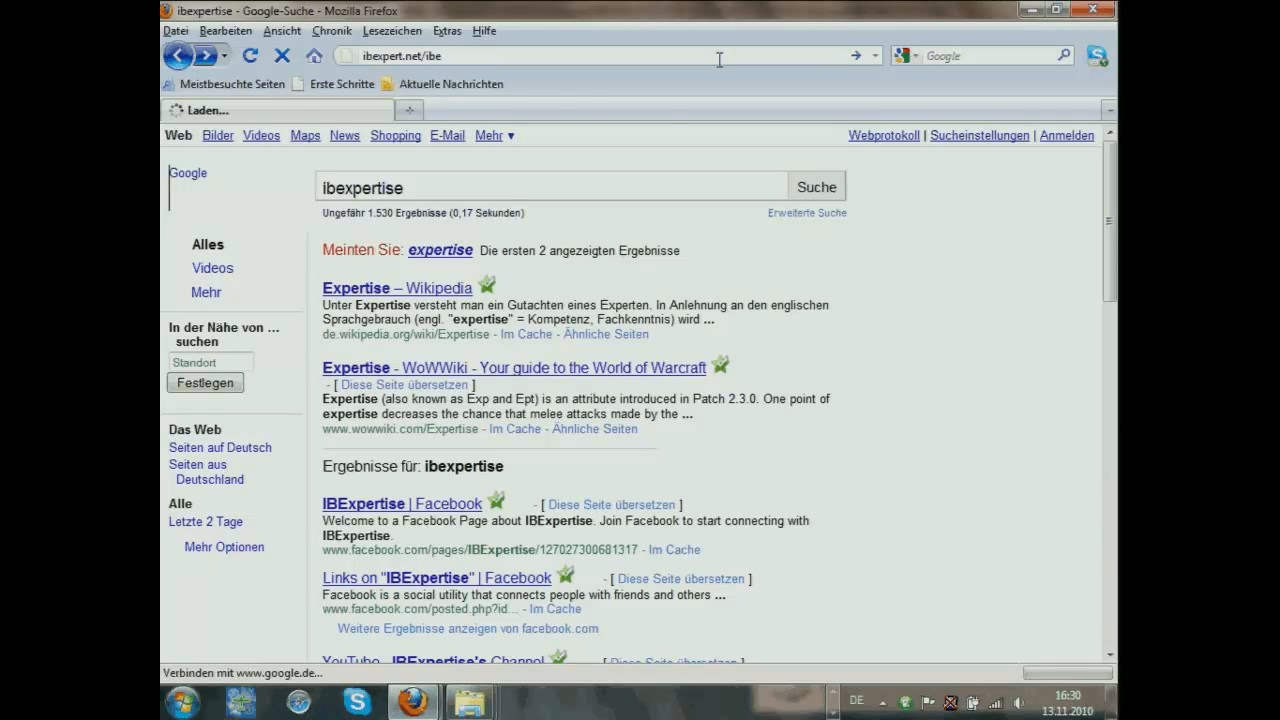 ibexpertise - Google-Suche - Mozilla Firefox
Datei Bearbeiten Ansicht Chronik Lesezeichen Extras Hilfe
ibexpert.net/ibe
Google
Meistbesuchte Seiten Erste Schritte Aktuelle Nachrichten
Laden...
Web Bilder Videos Maps News Shopping E-Mail Mehr ▼
Webprotokoll | Sucheinstellungen | Anmelden
Google
ibexpertise
Suche
Ungefähr 1.530 Ergebnisse (0,17 Sekunden)
Erweiterte Suche
Alles
Videos
Mehr
In der Nähe von ...
suchen
Standort
Festlegen
Das Web
Seiten auf Deutsch
Seiten aus
Deutschland
Alle
Letzte 2 Tage
Mehr Optionen
Meinten Sie: expertise Die ersten 2 angezeigten Ergebnisse
Expertise – Wikipedia
Unter Expertise versteht man ein Gutachten eines Experten. In Anlehnung an den englischen
Sprachgebrauch (engl. "expertise" = Kompetenz, Fachkenntnis) wird ...
de.wikipedia.org/wiki/Expertise - Im Cache - Ähnliche Seiten
Expertise - WoWWiki - Your guide to the World of Warcraft
- [ Diese Seite übersetzen ]
Expertise (also known as Exp and Ept) is an attribute introduced in Patch 2.3.0. One point of
expertise decreases the chance that melee attacks made by the ...
www.wowwiki.com/Expertise - Im Cache - Ähnliche Seiten
Ergebnisse für: ibexpertise
IBExpertise | Facebook - [ Diese Seite übersetzen ]
Welcome to a Facebook Page about IBExpertise. Join Facebook to start connecting with
IBExpertise.
www.facebook.com/pages/IBExpertise/127027300681317 - Im Cache
Links on "IBExpertise" | Facebook - [ Diese Seite übersetzen ]
Facebook is a social utility that connects people with friends and others ...
www.facebook.com/posted.php?id... - Im Cache
Weitere Ergebnisse anzeigen von facebook.com
YouTube - IBExpertise's Channel [ Diese Seite übersetzen ]
Verbinden mit www.google.de...
DE
16:30
13.11.2010